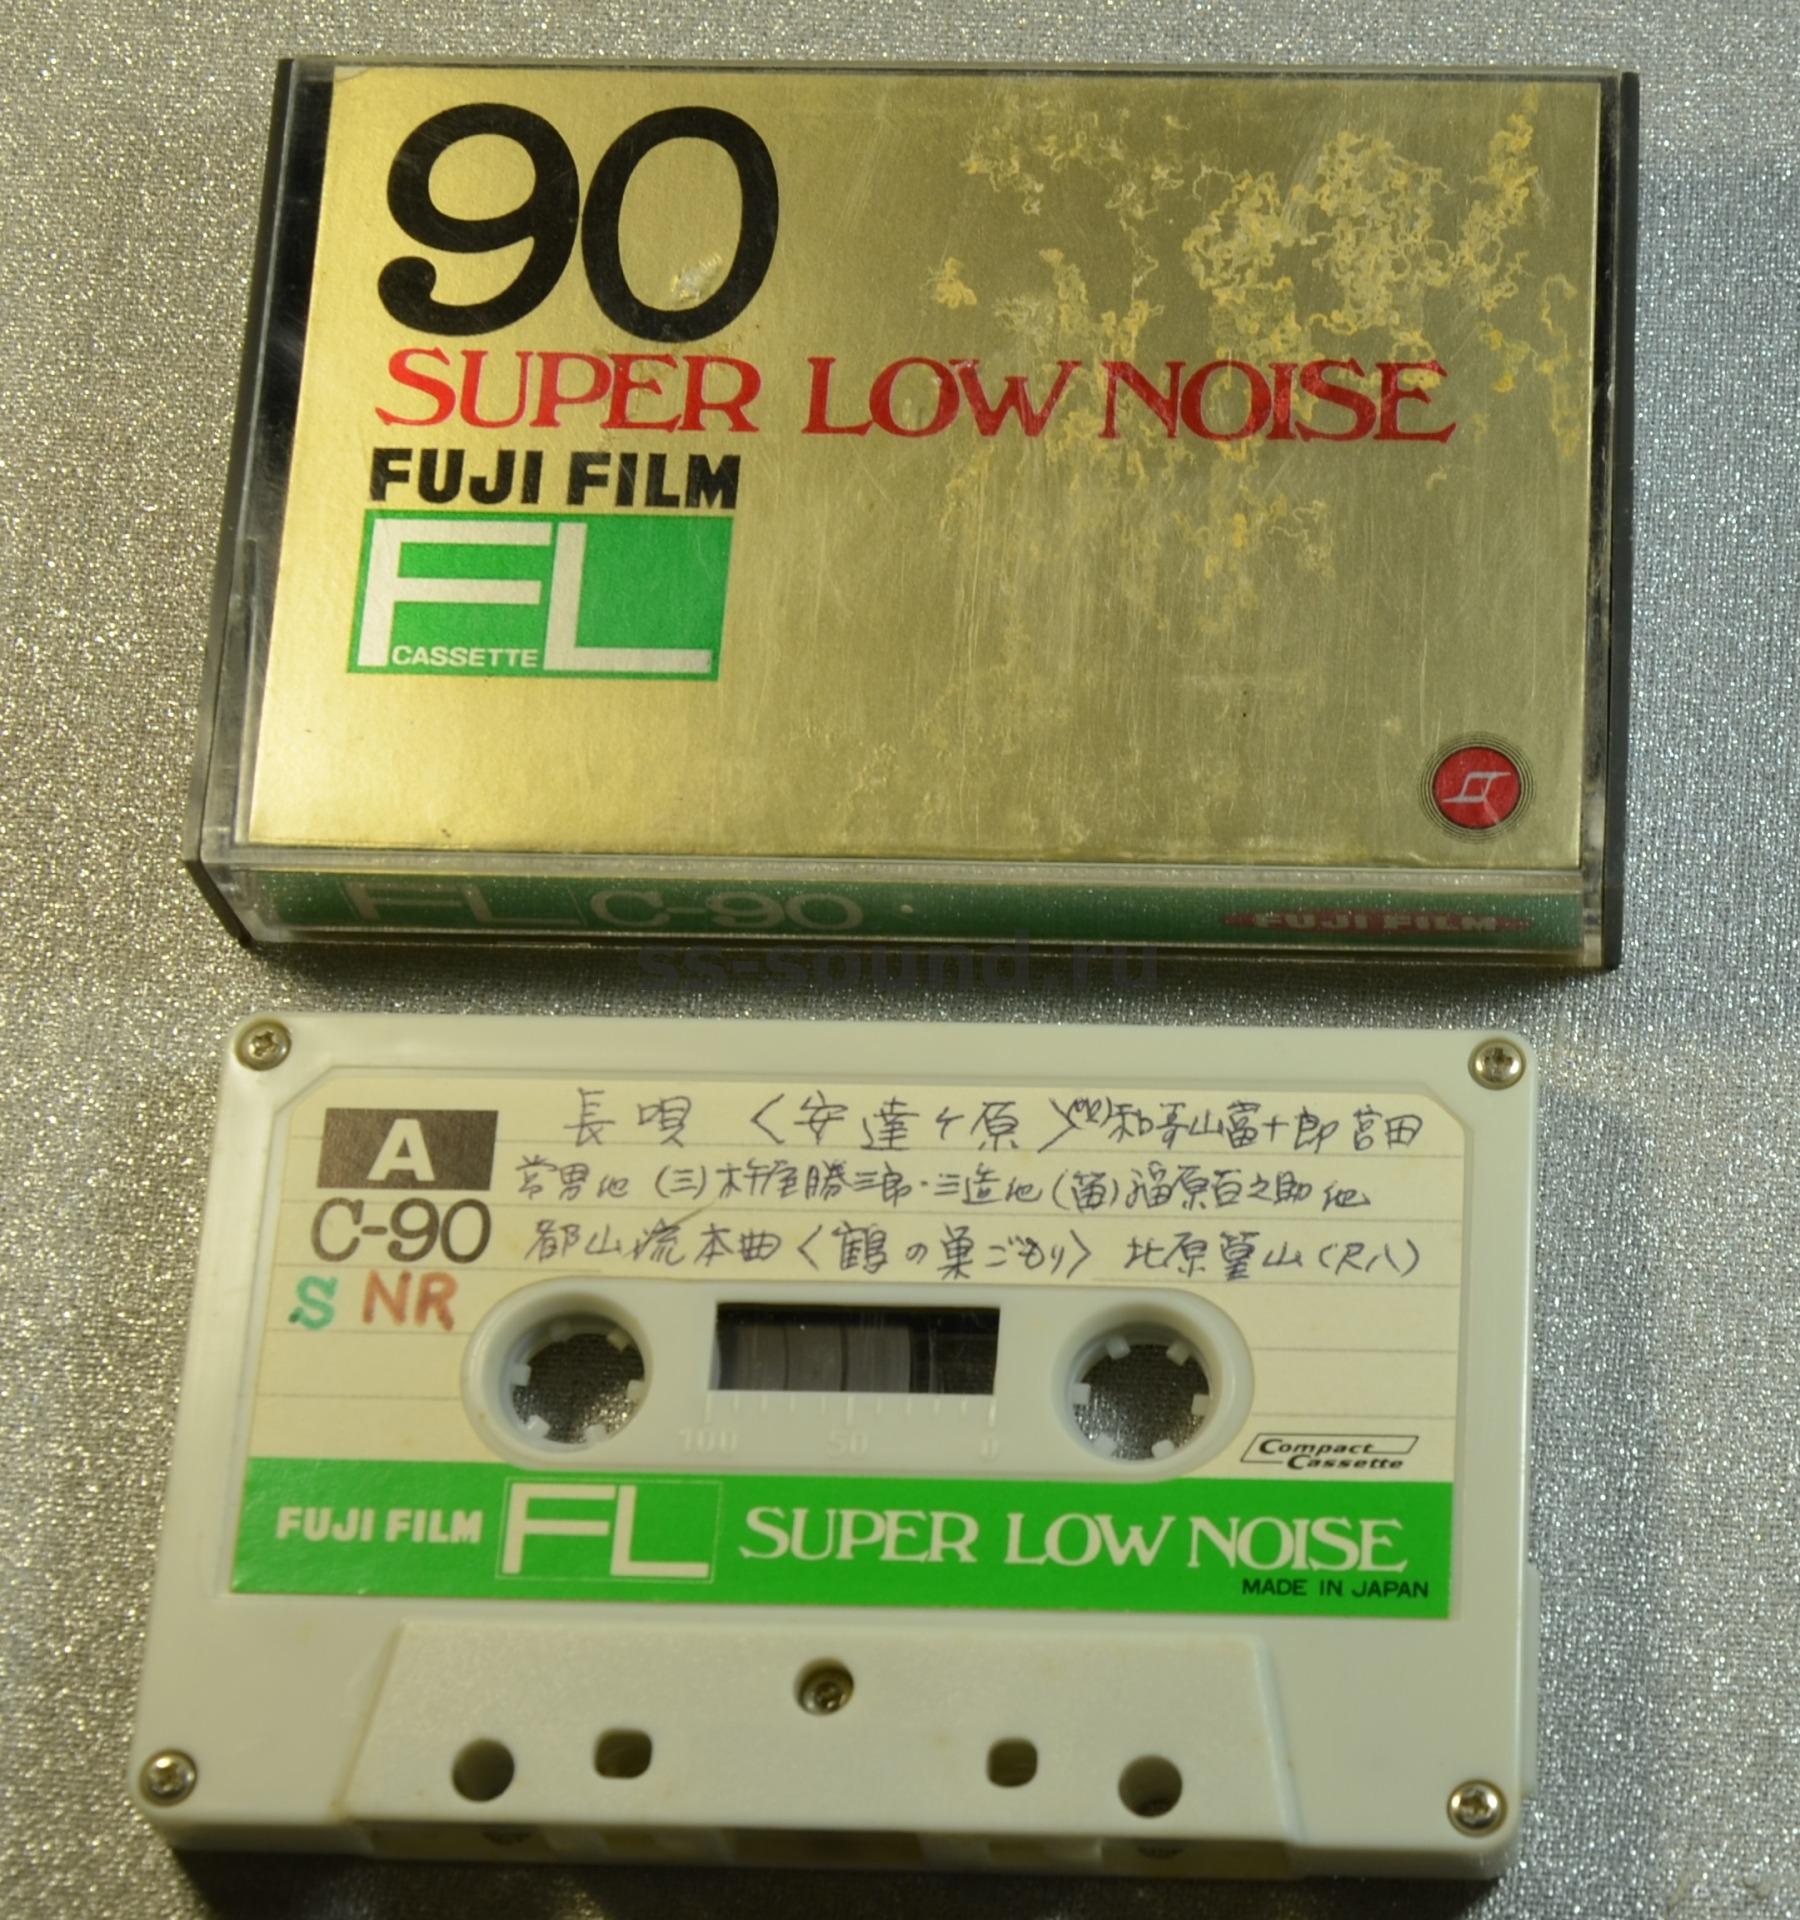 90
SUPER LOW NOISE
FUJI FILM
FL
CASSETTE
FL C-90
FUJI FILM
ss-sound.ru
A
長唄 〈安達ケ原〉(唄)和哥山富十郎 宮田
営男他 (三)杵屋勝三郎・三造他(笛)福原百之助他
C-90
都山流本曲〈鶴の巣ごもり〉 北原篁山(尺八)
S NR
100 50 0
Compact
Cassette
FUJI FILM FL SUPER LOW NOISE
MADE IN JAPAN